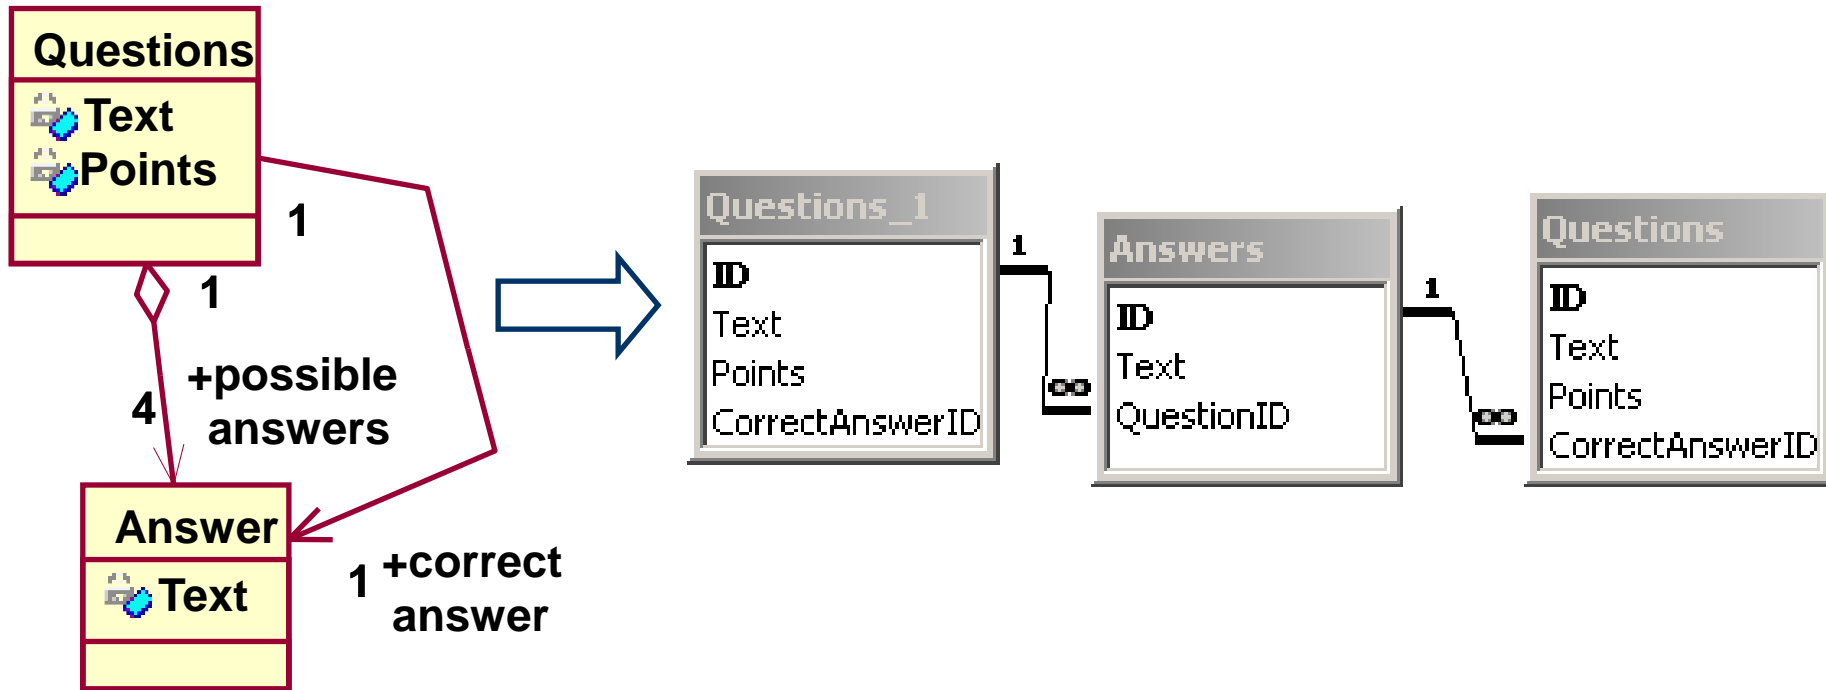 Questions
Text
Points
1
1
+possible
answers
4
Answer
Text
1 +correct
answer
Questions_1
ID
Text
Points
CorrectAnswerID
1
∞
Answers
ID
Text
QuestionID
1
∞
Questions
ID
Text
Points
CorrectAnswerID